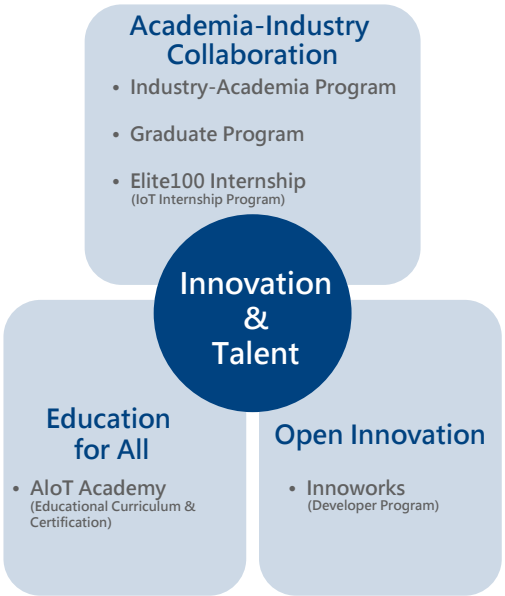 Academia-Industry
Collaboration
• Industry-Academia Program
• Graduate Program
• Elite100 Internship
(IoT Internship Program)
Innovation
&
Talent
Education
for All
• AIoT Academy
(Educational Curriculum &
Certification)
Open Innovation
• Innoworks
(Developer Program)